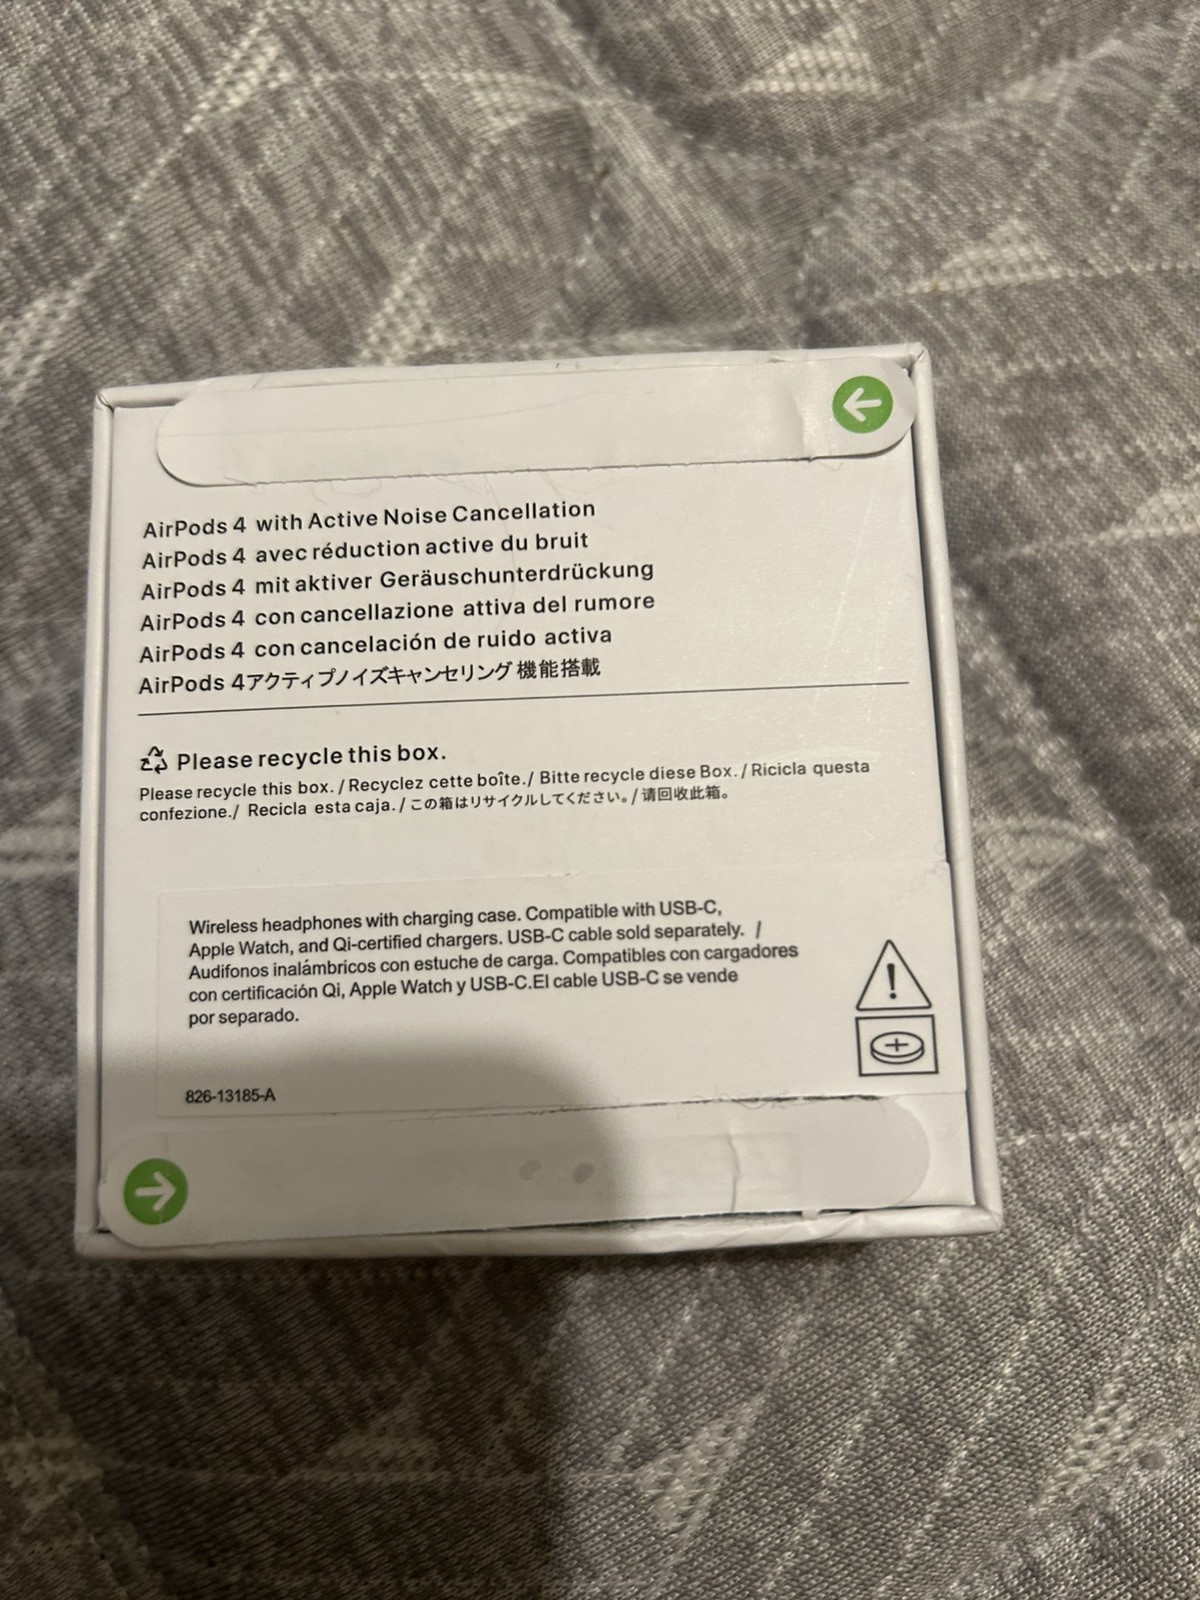 AirPods 4 with Active Noise Cancellation
AirPods 4 avec réduction active du bruit
AirPods 4 mit aktiver Geräuschunterdrückung
AirPods 4 con cancellazione attiva del rumore
AirPods 4 con cancelación de ruido activa
AirPods 4アクティブノイズキャンセリング 機能搭載
Please recycle this box.
Please recycle this box. / Recyclez cette boîte./ Bitte recycle diese Box. / Ricicla questa
confezione./ Recicla esta caja. / この箱はリサイクルしてください。/ 请回收此箱。
Wireless headphones with charging case. Compatible with USB-C,
Apple Watch, and Qi-certified chargers. USB-C cable sold separately. /
Audifonos inalámbricos con estuche de carga. Compatibles con cargadores
con certificación Qi, Apple Watch y USB-C.El cable USB-C se vende
por separado.
826-13185-A